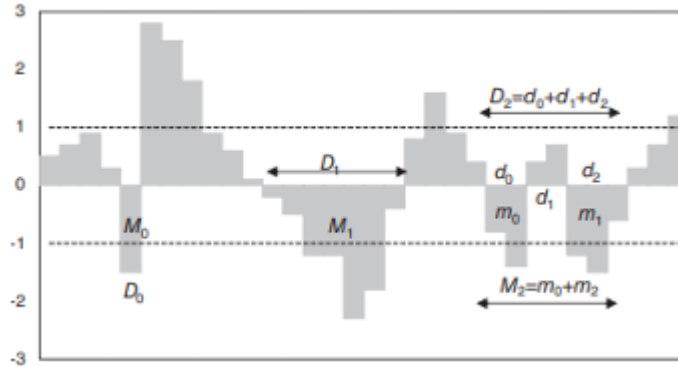 3
2
1
0
-1
-2
-3
D₂=d₀+d₁+d₂
D₁
d₀
d₂
d₁
M₀
M₁
m₀
m₁
D₀
M₂=m₀+m₂